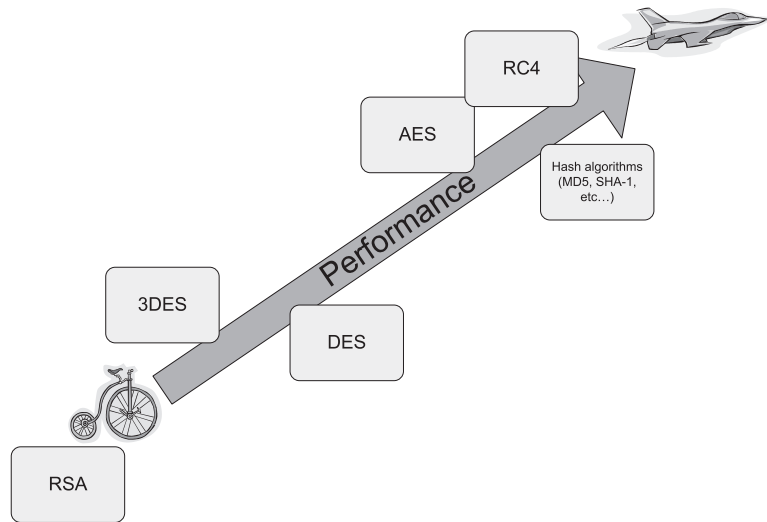 RC4
AES
Hash algorithms
(MD5, SHA-1,
etc…)
Performance
3DES
DES
RSA